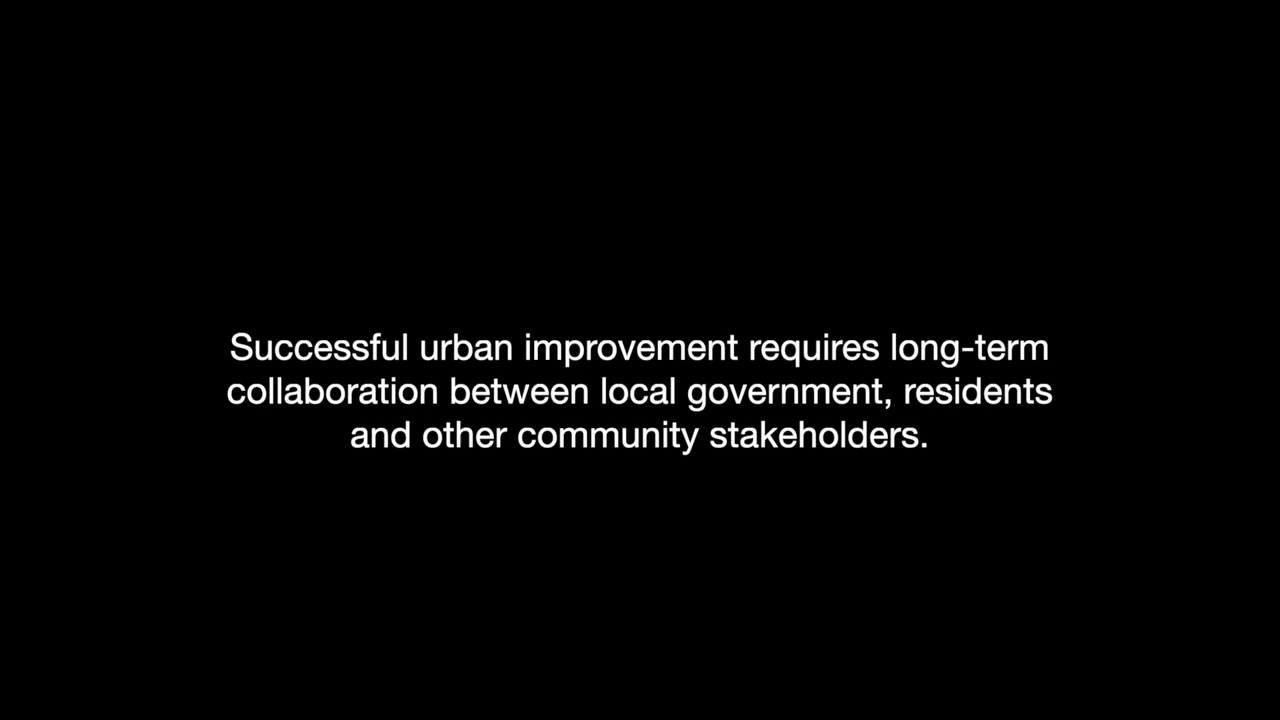 Successful urban improvement requires long-term
collaboration between local government, residents
and other community stakeholders.